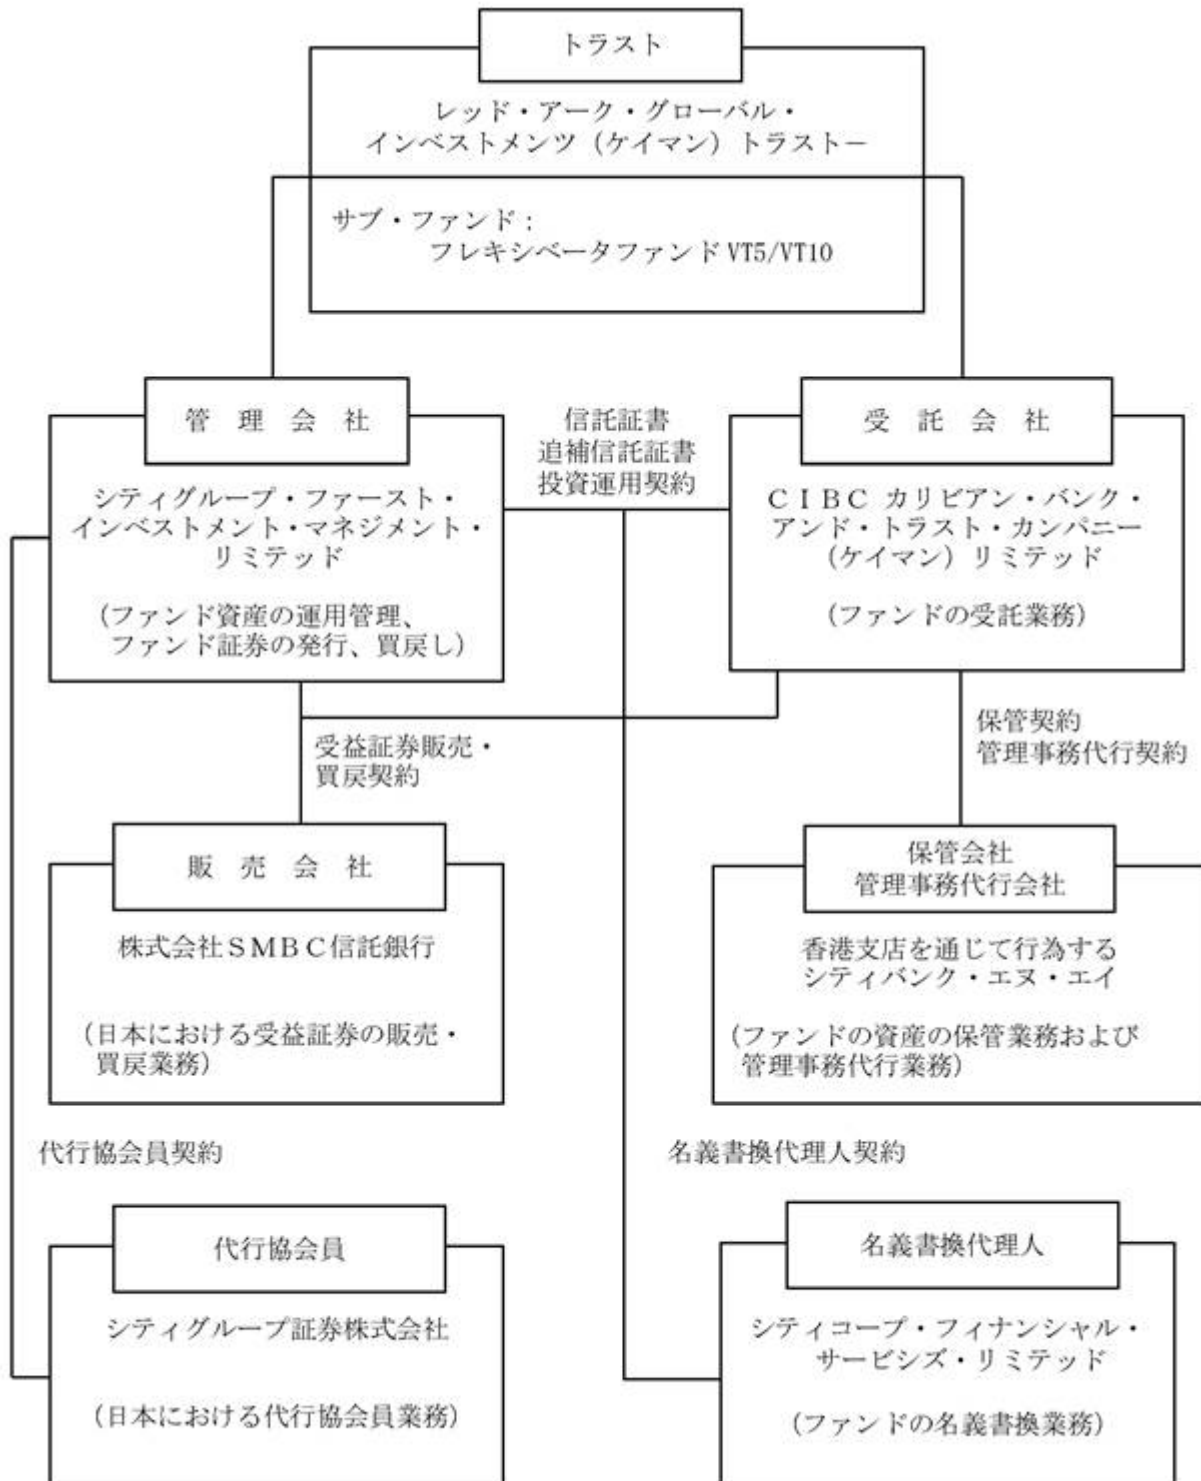 トラスト
レッド・アーク・グローバル・
インベストメンツ（ケイマン）トラスト－
サブ・ファンド：
フレキシベータファンド VT5/VT10
管　理　会　社
シティグループ・ファースト・
インベストメント・マネジメント・
リミテッド
（ファンド資産の運用管理、
ファンド証券の発行、買戻し）
信託証書
追補信託証書
投資運用契約
受　託　会　社
ＣＩＢＣ カリビアン・バンク・
アンド・トラスト・カンパニー
（ケイマン）リミテッド
（ファンドの受託業務）
受益証券販売・
買戻契約
保管契約
管理事務代行契約
販　売　会　社
株式会社ＳＭＢＣ信託銀行
（日本における受益証券の販売・
買戻業務）
保管会社
管理事務代行会社
香港支店を通じて行為する
シティバンク・エヌ・エイ
（ファンドの資産の保管業務および
管理事務代行業務）
代行協会員契約
名義書換代理人契約
代行協会員
シティグループ証券株式会社
（日本における代行協会員業務）
名義書換代理人
シティコープ・フィナンシャル・
サービシズ・リミテッド
（ファンドの名義書換業務）